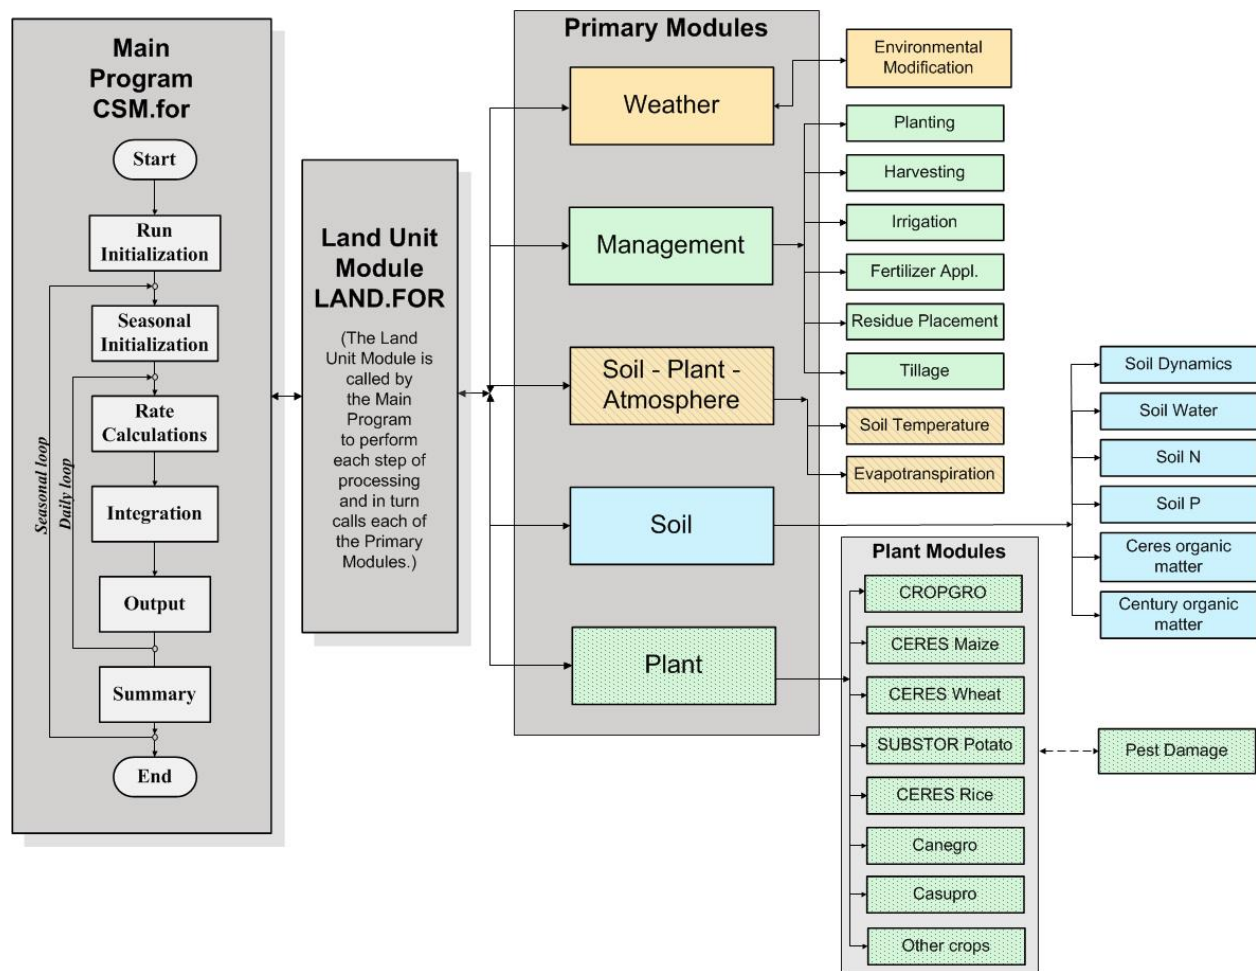 Main
Program
CSM.for
Start
Run
Initialization
Seasonal
Initialization
Rate
Calculations
Integration
Output
Summary
End
Seasonal loop
Daily loop
Land Unit
Module
LAND.FOR
(The Land
Unit Module is
called by
the Main
Program
to perform
each step of
processing
and in turn
calls each of
the Primary
Modules.)
Primary Modules
Weather
Management
Soil - Plant -
Atmosphere
Soil
Plant
Environmental
Modification
Planting
Harvesting
Irrigation
Fertilizer Appl.
Residue Placement
Tillage
Soil Temperature
Evapotranspiration
Soil Dynamics
Soil Water
Soil N
Soil P
Ceres organic
matter
Century organic
matter
Plant Modules
CROPGRO
CERES Maize
CERES Wheat
SUBSTOR Potato
CERES Rice
Canegro
Casupro
Other crops
Pest Damage